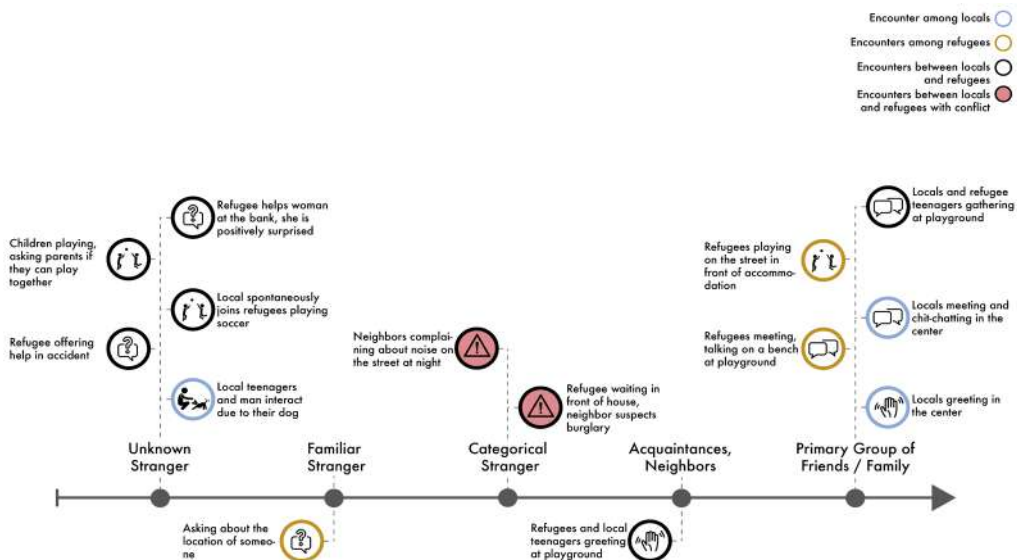 Encounter among locals
Encounters among refugees
Encounters between locals
and refugees
Encounters between locals
and refugees with conflict
Refugee helps woman
at the bank, she is
positively surprised
Children playing,
asking parents if
they can play
together
Local spontaneously
joins refugees playing
soccer
Refugee offering
help in accident
Local teenagers
and man interact
due to their dog
Neighbors complai-
ning about noise on
the street at night
Refugee waiting in
front of house,
neighbor suspects
burglary
Locals and refugee
teenagers gathering
at playground
Refugees playing
on the street in
front of accommo-
dation
Locals meeting and
chit-chatting in the
center
Refugees meeting,
talking on a bench
at playground
Locals greeting in
the center
Unknown
Stranger
Familiar
Stranger
Categorical
Stranger
Acquaintances,
Neighbors
Primary Group of
Friends / Family
Asking about the
location of someo-
ne
Refugees and local
teenagers greeting
at playground